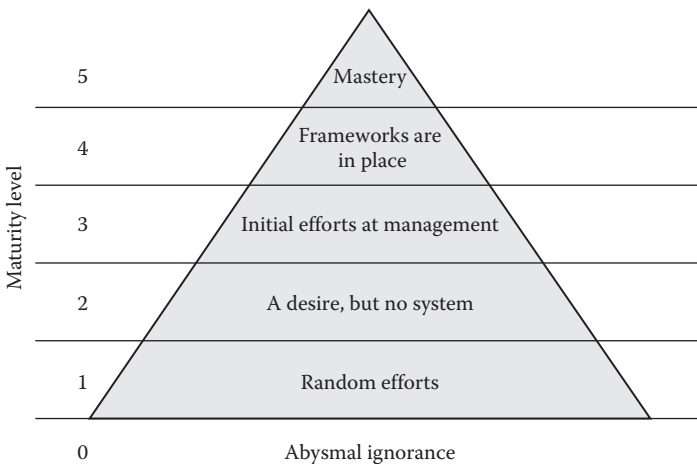 Maturity level
5
Mastery
4
Frameworks are
in place
3
Initial efforts at management
2
A desire, but no system
1
Random efforts
0
Abysmal ignorance